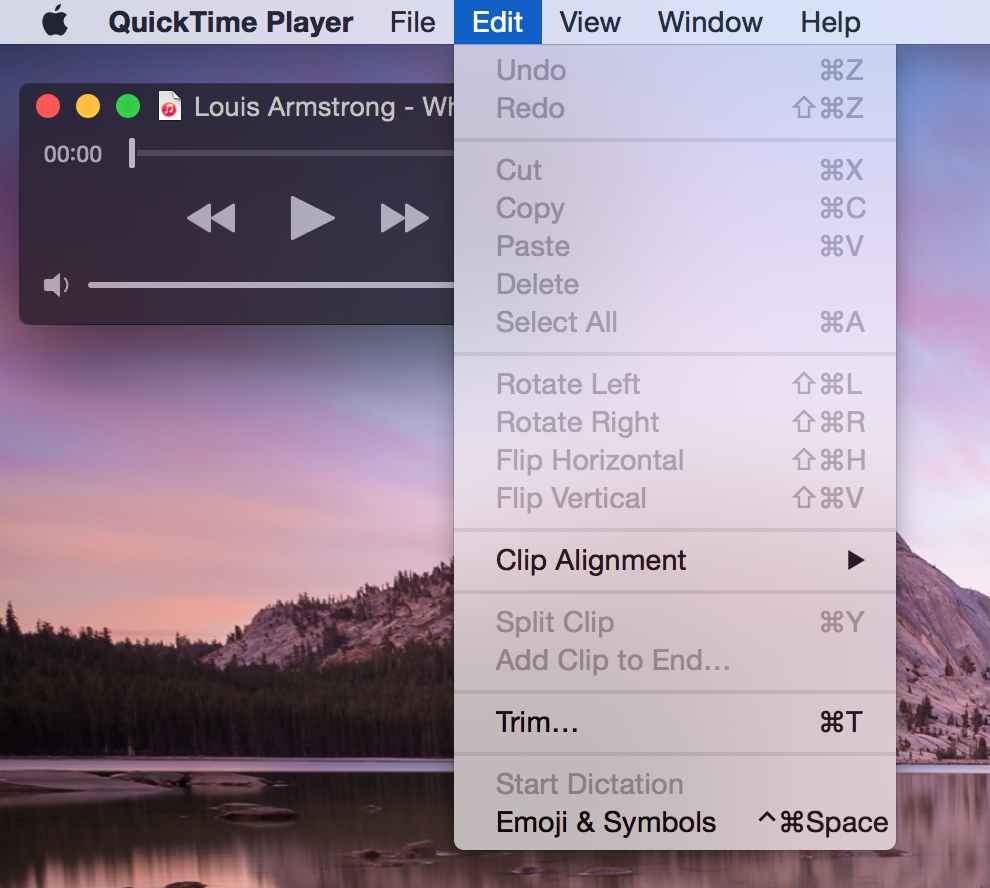 QuickTime Player File Edit View Window Help
Louis Armstrong - Wh
00:00
Undo ⌘Z
Redo ⇧⌘Z
Cut ⌘X
Copy ⌘C
Paste ⌘V
Delete
Select All ⌘A
Rotate Left ⇧⌘L
Rotate Right ⇧⌘R
Flip Horizontal ⇧⌘H
Flip Vertical ⇧⌘V
Clip Alignment ▶
Split Clip ⌘Y
Add Clip to End...
Trim... ⌘T
Start Dictation
Emoji & Symbols ^⌘Space